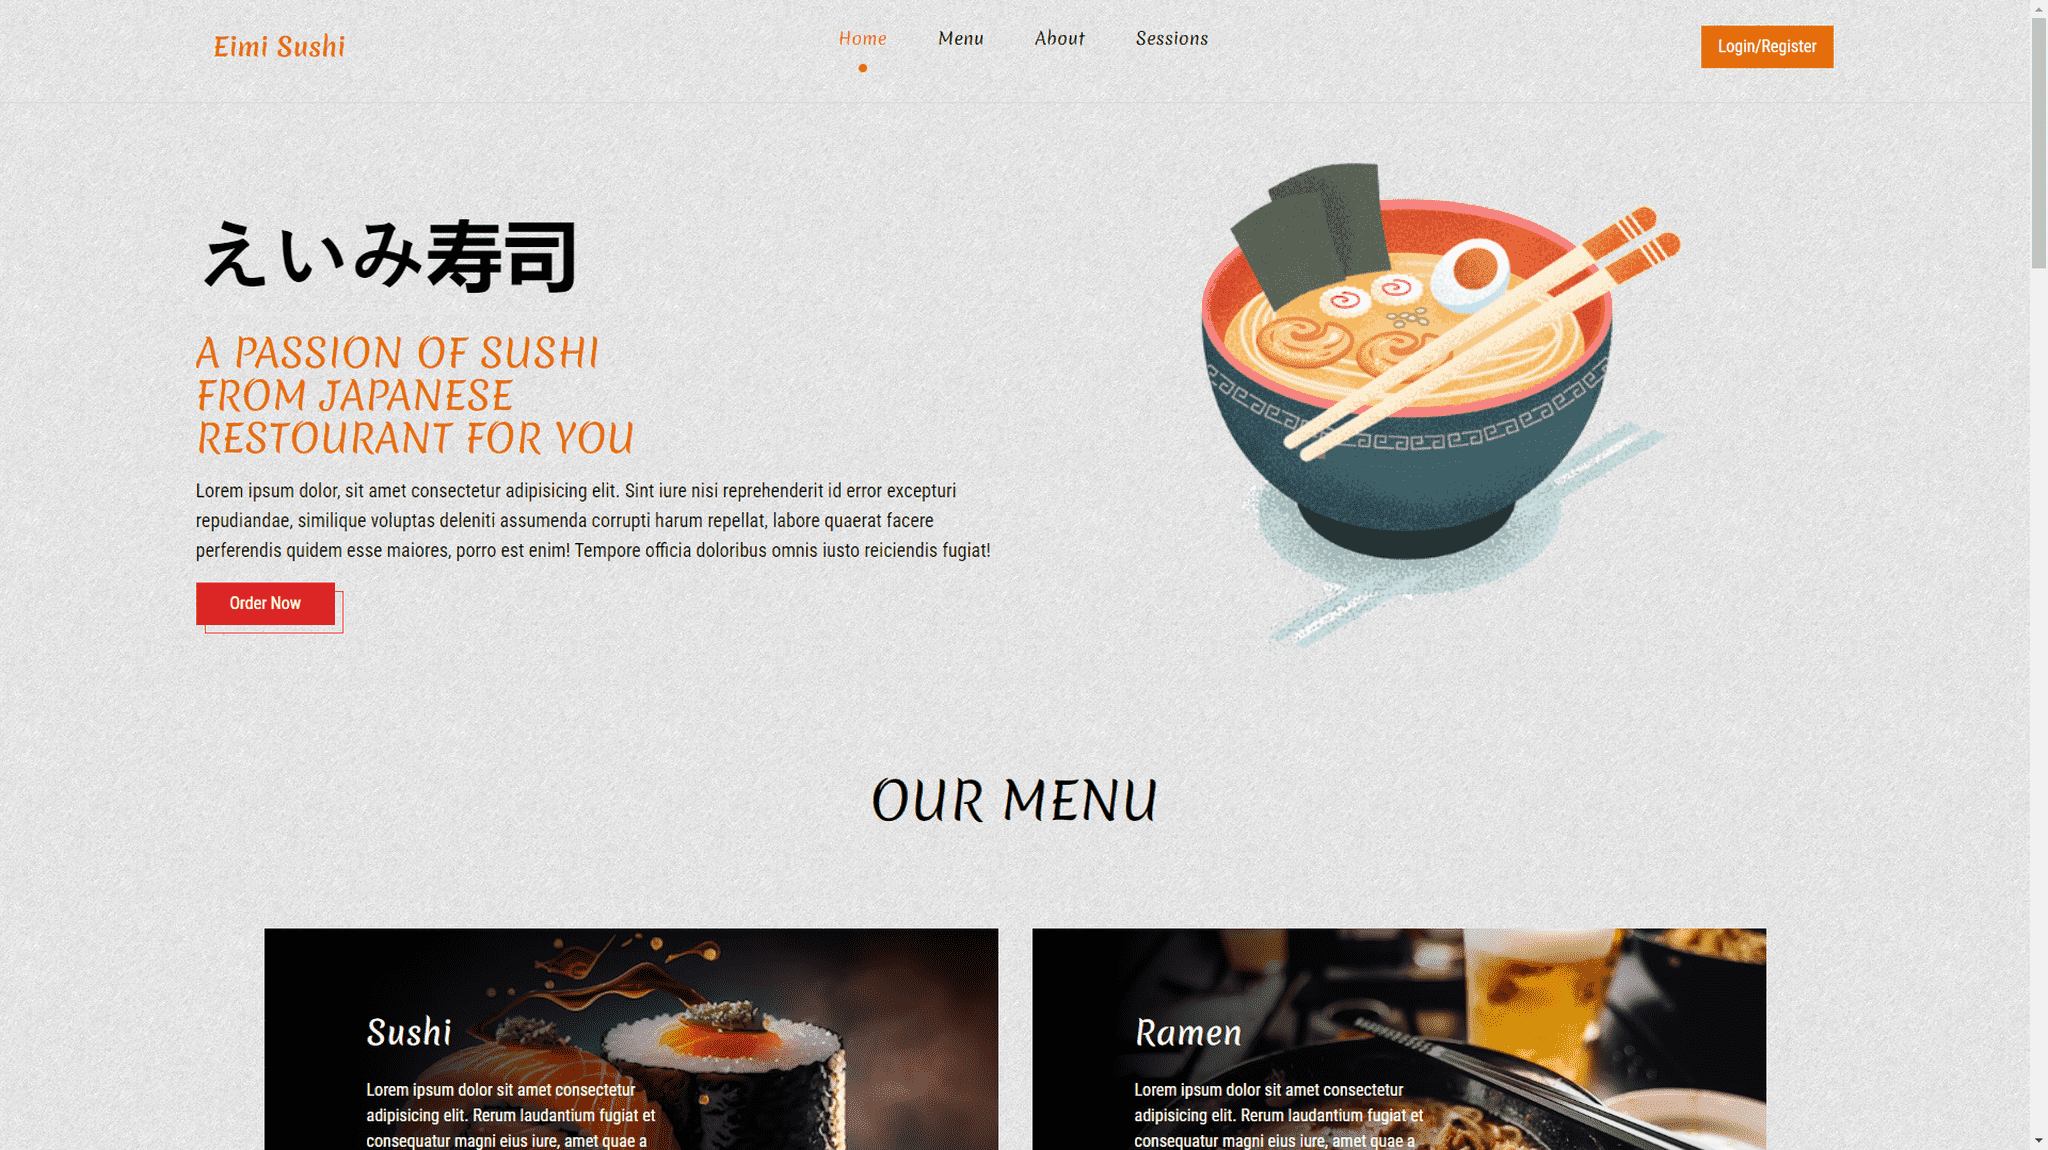 Eimi Sushi
Home
Menu
About
Sessions
Login/Register
えいみ寿司
A PASSION OF SUSHI
FROM JAPANESE
RESTOURANT FOR YOU
Lorem ipsum dolor, sit amet consectetur adipisicing elit. Sint iure nisi reprehenderit id error excepturi
repudiandae, similique voluptas deleniti assumenda corrupti harum repellat, labore quaerat facere
perferendis quidem esse maiores, porro est enim! Tempore officia doloribus omnis iusto reiciendis fugiat!
Order Now
OUR MENU
Sushi
Lorem ipsum dolor sit amet consectetur
adipisicing elit. Rerum laudantium fugiat et
consequatur magni eius iure, amet quae a
Ramen
Lorem ipsum dolor sit amet consectetur
adipisicing elit. Rerum laudantium fugiat et
consequatur magni eius iure, amet quae a